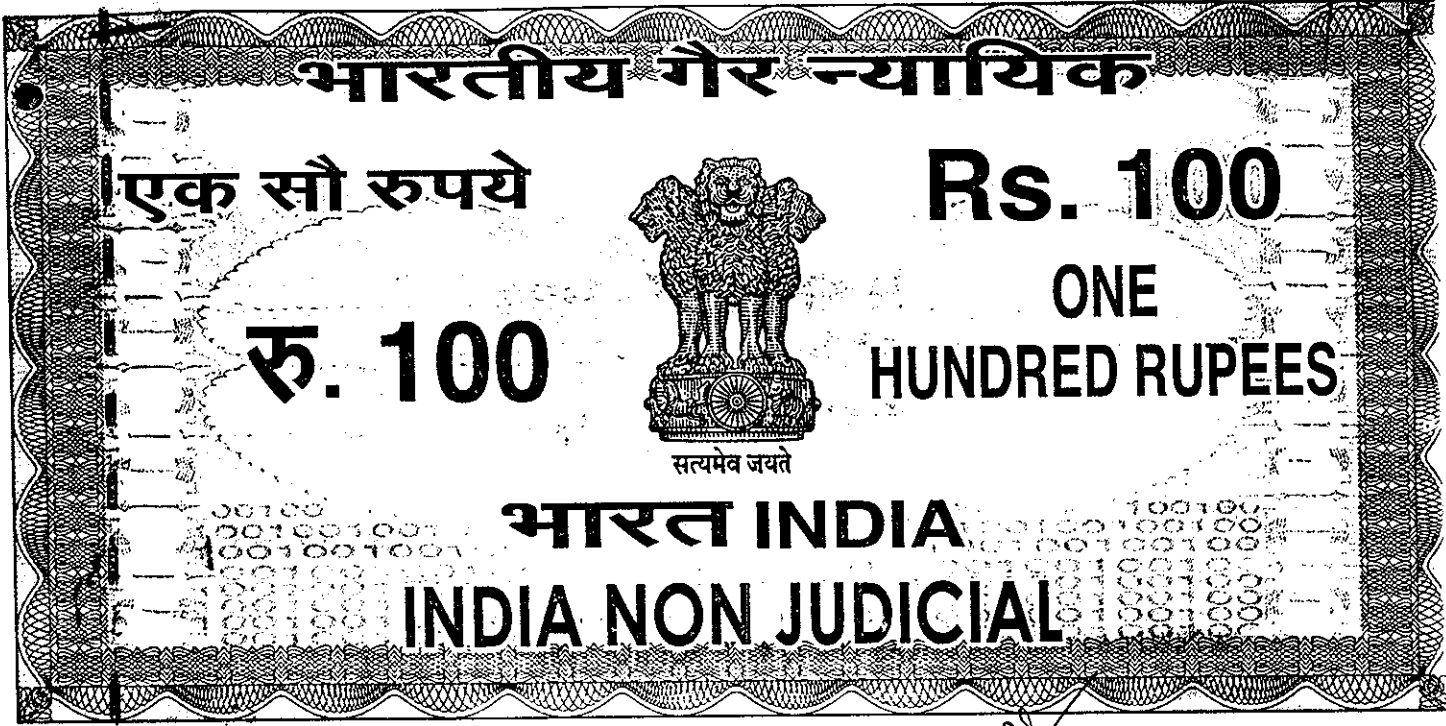 भारतीय गैर न्यायिक
एक सौ रुपये
Rs. 100
रु. 100
ONE
HUNDRED RUPEES
सत्यमेव जयते
भारत INDIA
INDIA NON JUDICIAL